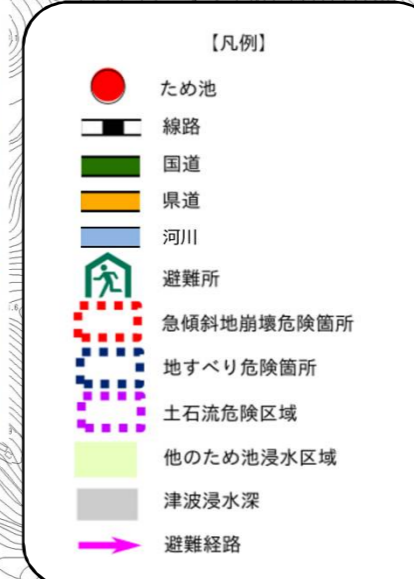 【凡例】
ため池
線路
国道
県道
河川
避難所
急傾斜地崩壊危険箇所
地すべり危険箇所
土石流危険区域
他のため池浸水区域
津波浸水深
避難経路